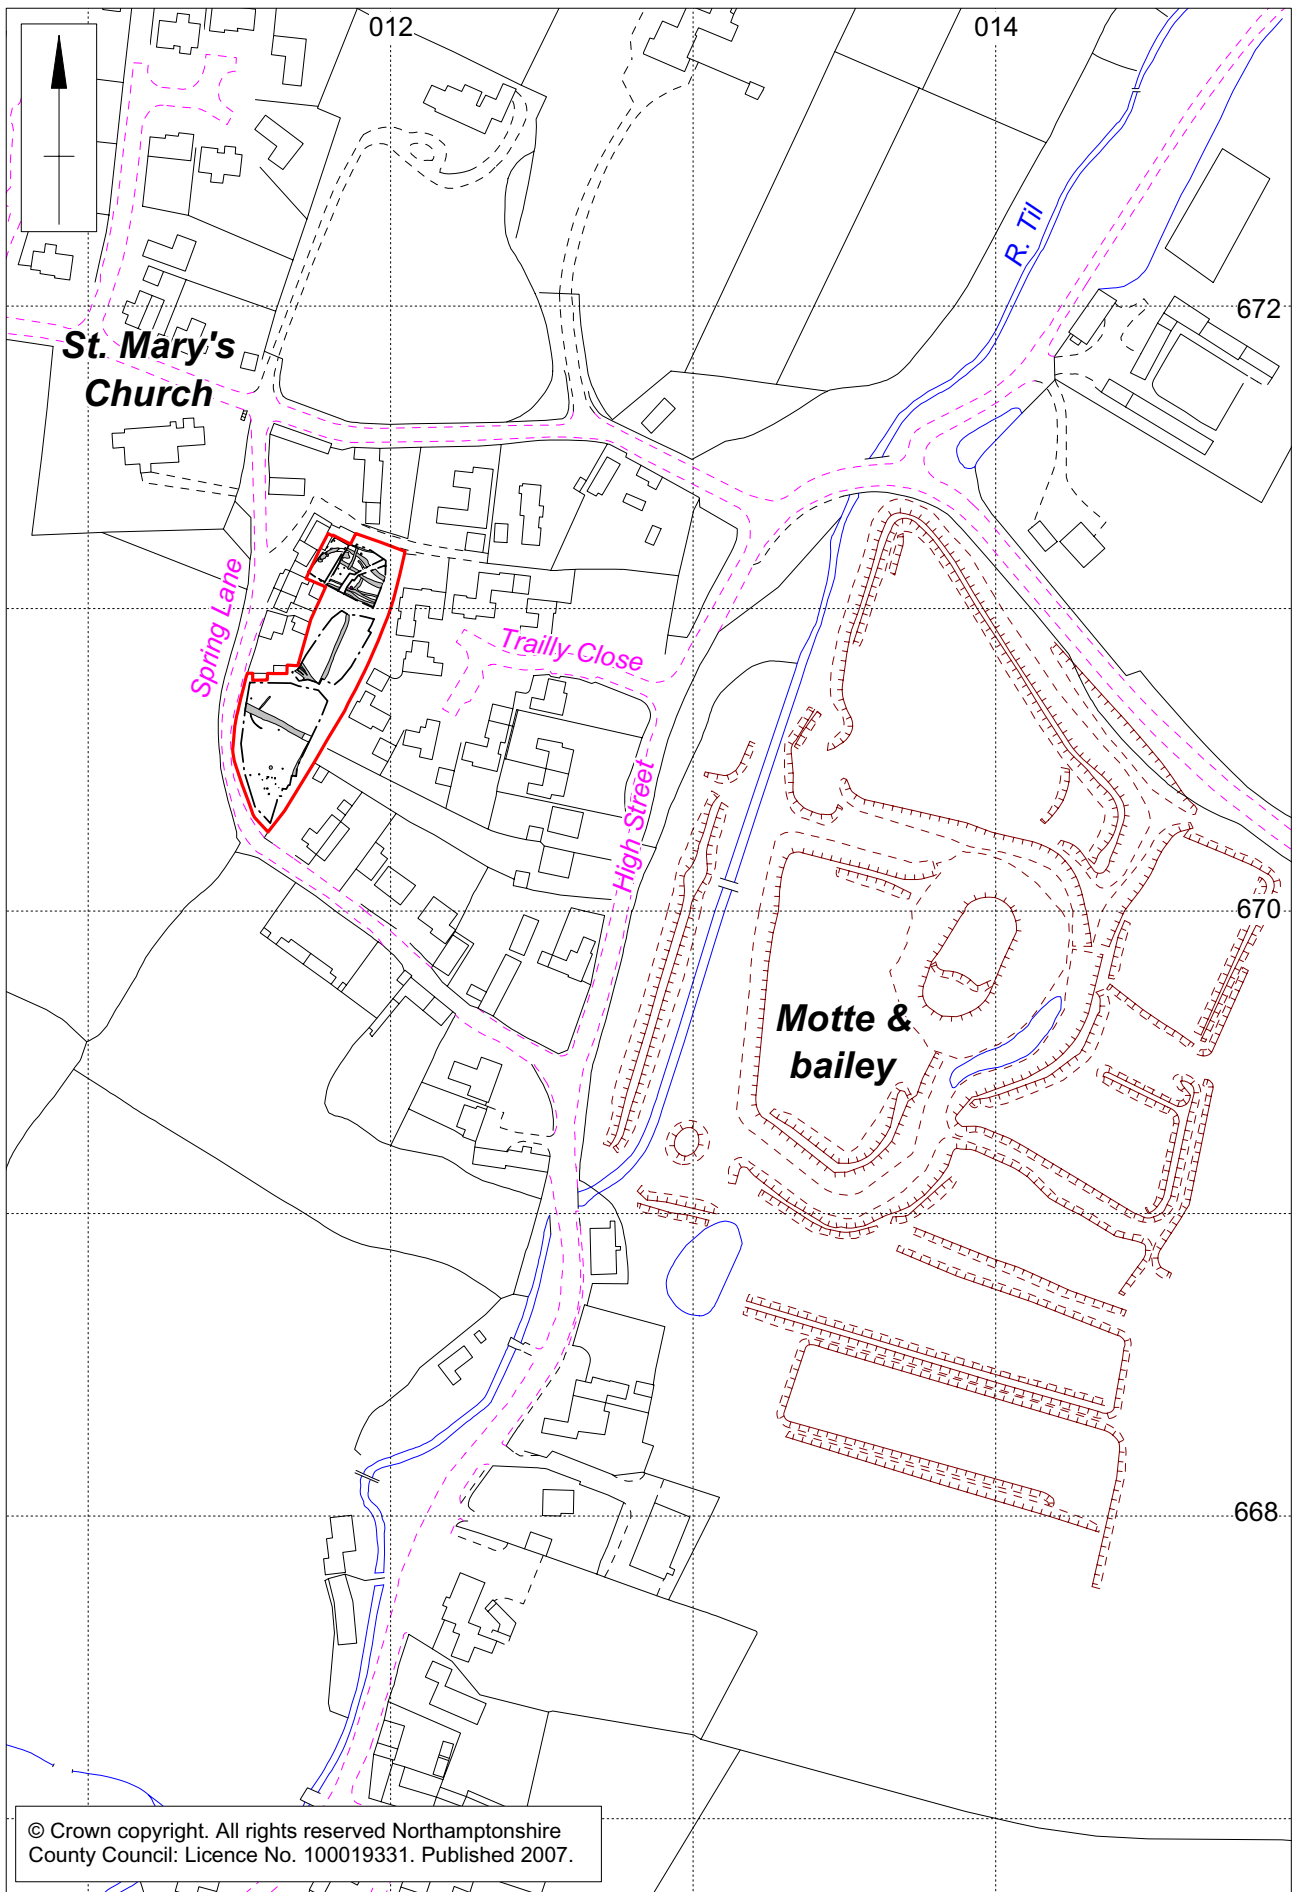 012
014
R. Til
672
St. Mary's
Church
Spring Lane
Trailly Close
High Street
670
Motte &
bailey
668
© Crown copyright. All rights reserved Northamptonshire
County Council: Licence No. 100019331. Published 2007.